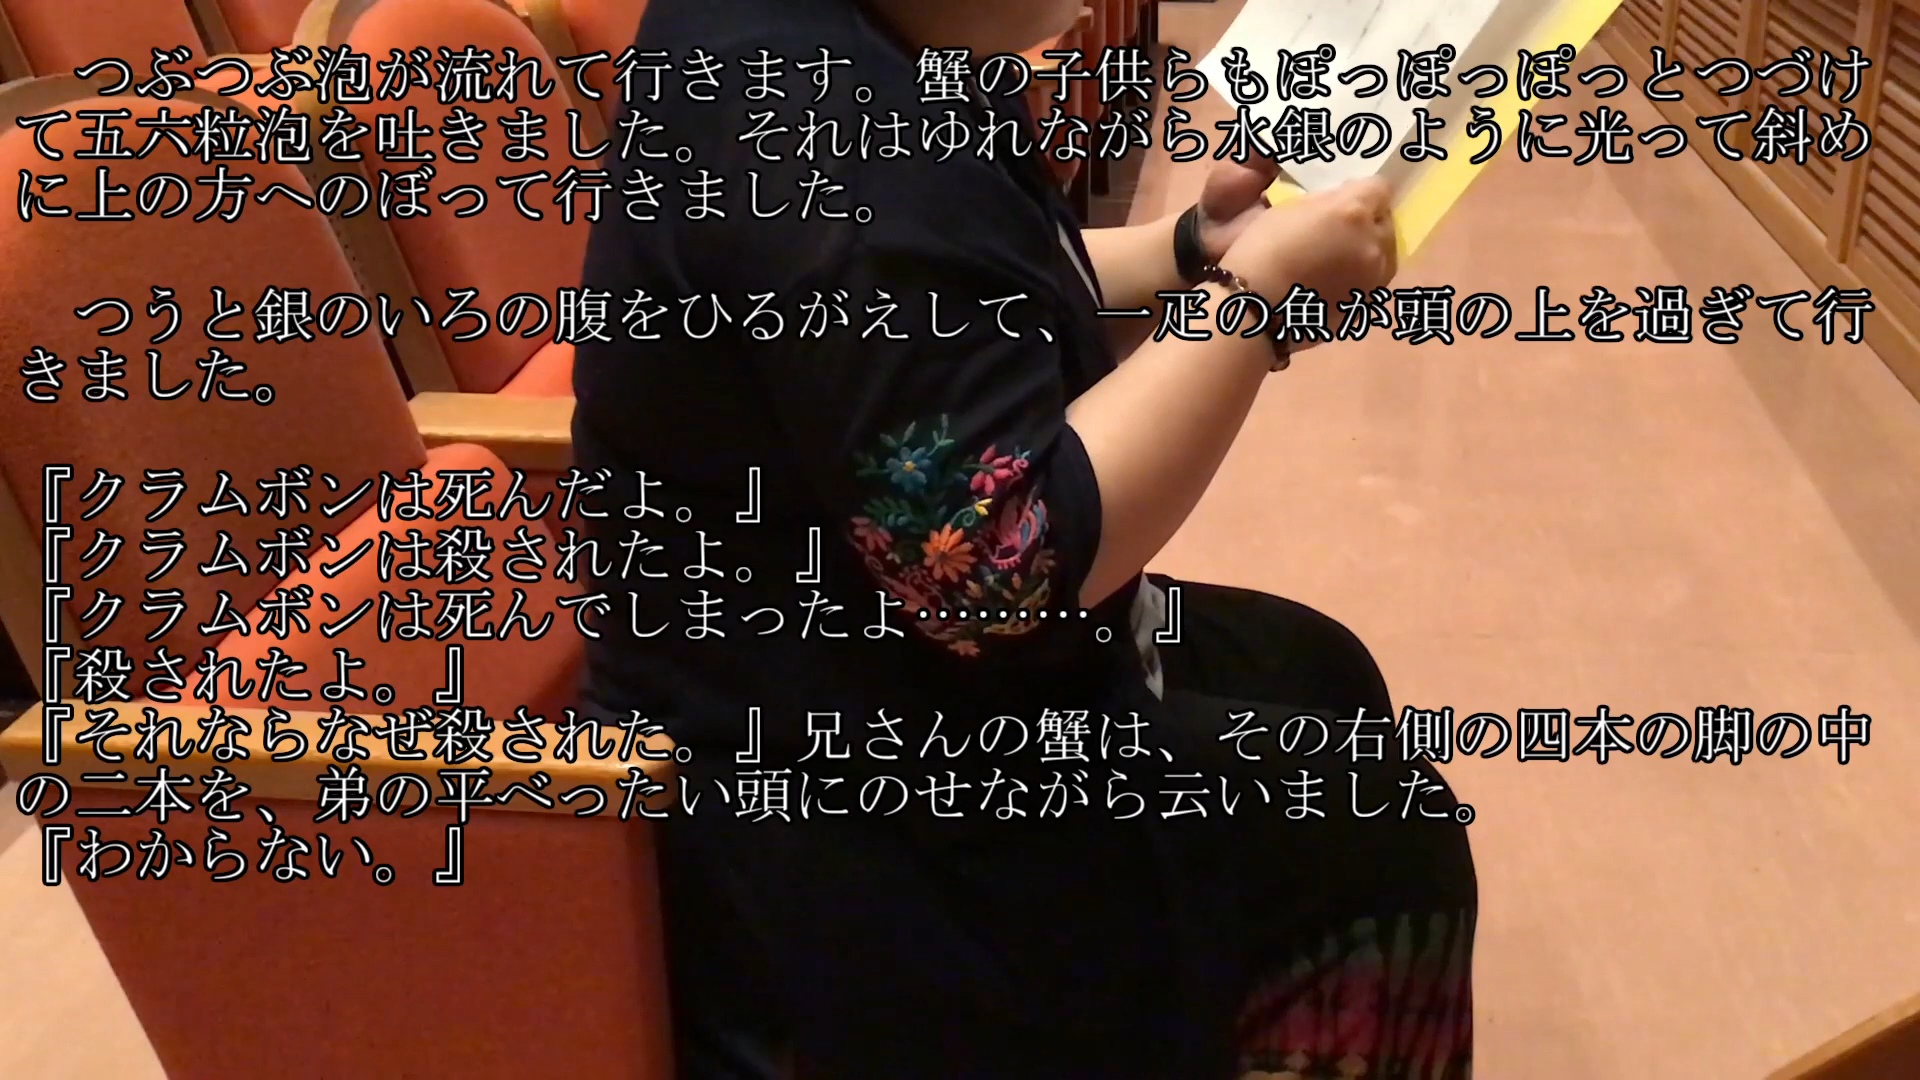 つぶつぶ泡が流れて行きます。蟹の子供らもぽっぽっぽっとつづけ
て五六粒泡を吐きました。それはゆれながら水銀のように光って斜め
に上の方へのぼって行きました。
つうと銀のいろの腹をひるがえして、一疋の魚が頭の上を過ぎて行
きました。
『クラムボンは死んだよ。』
『クラムボンは殺されたよ。』
『クラムボンは死んでしまったよ………。』
『殺されたよ。』
『それならなぜ殺された。』兄さんの蟹は、その右側の四本の脚の中
の二本を、弟の平べったい頭にのせながら云いました。
『わからない。』